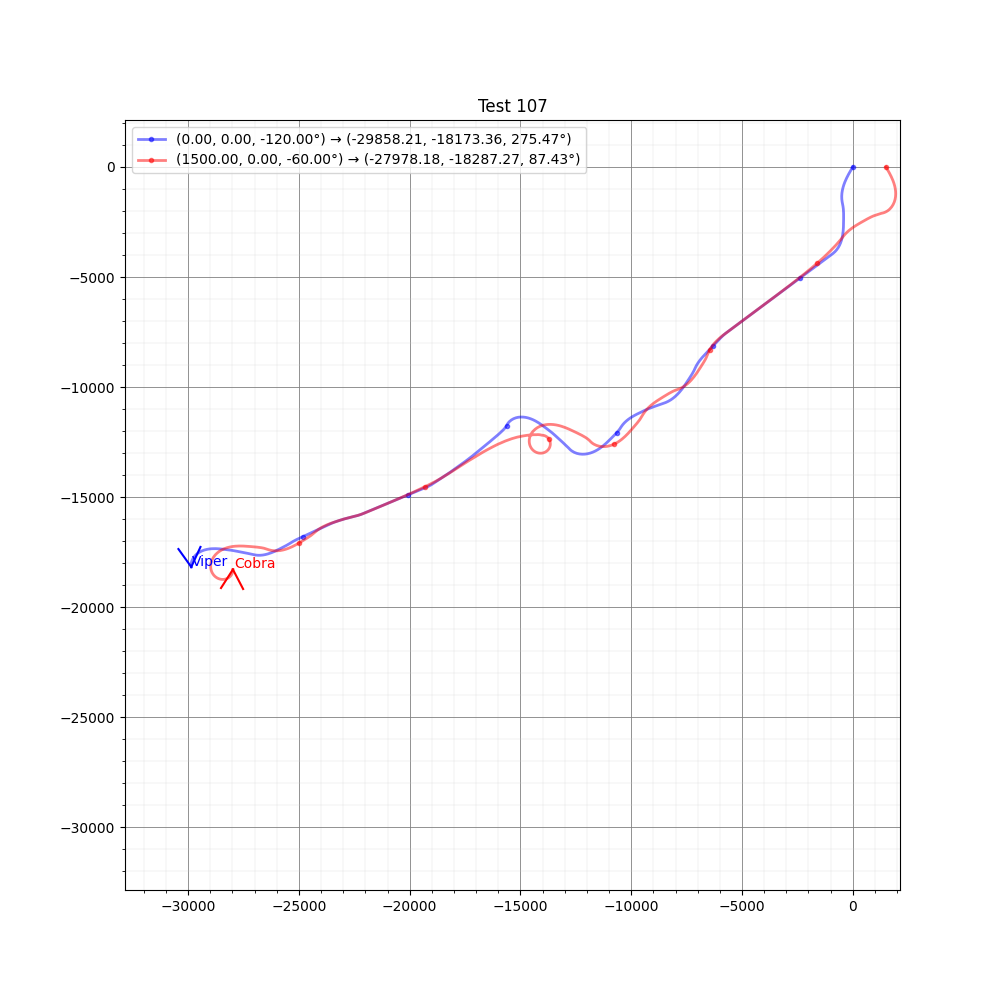 Test 107
(0.00, 0.00, -120.00°) → (-29858.21, -18173.36, 275.47°)
(1500.00, 0.00, -60.00°) → (-27978.18, -18287.27, 87.43°)
0
−5000
−10000
−15000
Viper
Cobra
−20000
−25000
−30000
−30000 −25000 −20000 −15000 −10000 −5000 0